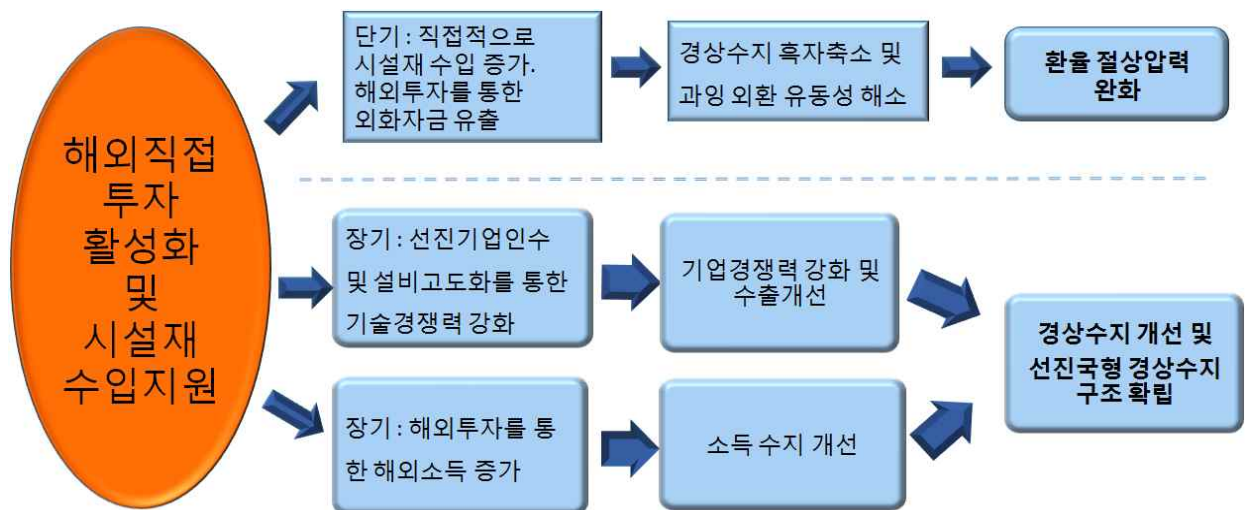 해외직접
투자
활성화
및
시설재
수입지원
단기 : 직접적으로
시설재 수입 증가.
해외투자를 통한
외화자금 유출
경상수지 흑자축소 및
과잉 외환 유동성 해소
환율 절상압력
완화
장기 : 선진기업인수
및 설비고도화를 통한
기술경쟁력 강화
기업경쟁력 강화 및
수출개선
장기 : 해외투자를 통
한 해외소득 증가
소득 수지 개선
경상수지 개선 및
선진국형 경상수지
구조 확립